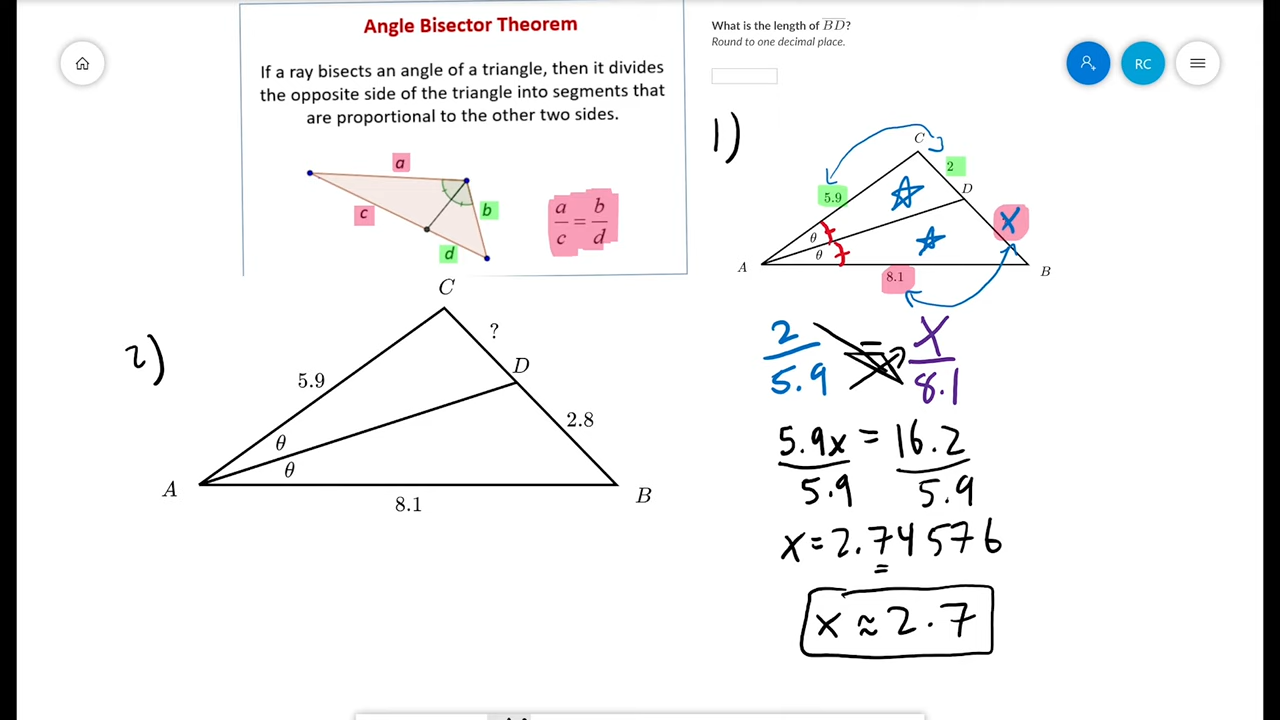 Angle Bisector Theorem
If a ray bisects an angle of a triangle, then it divides
the opposite side of the triangle into segments that
are proportional to the other two sides.
a
c
b
d
a/c = b/d
What is the length of BD?
Round to one decimal place.
RC
1)
C
2
D
5.9
X
θ
θ
A
8.1
B
2/5.9 = X/8.1
5.9x = 16.2
5.9 5.9
x = 2.74576
x ≈ 2.7
2)
C
?
D
5.9
2.8
θ
θ
A
B
8.1